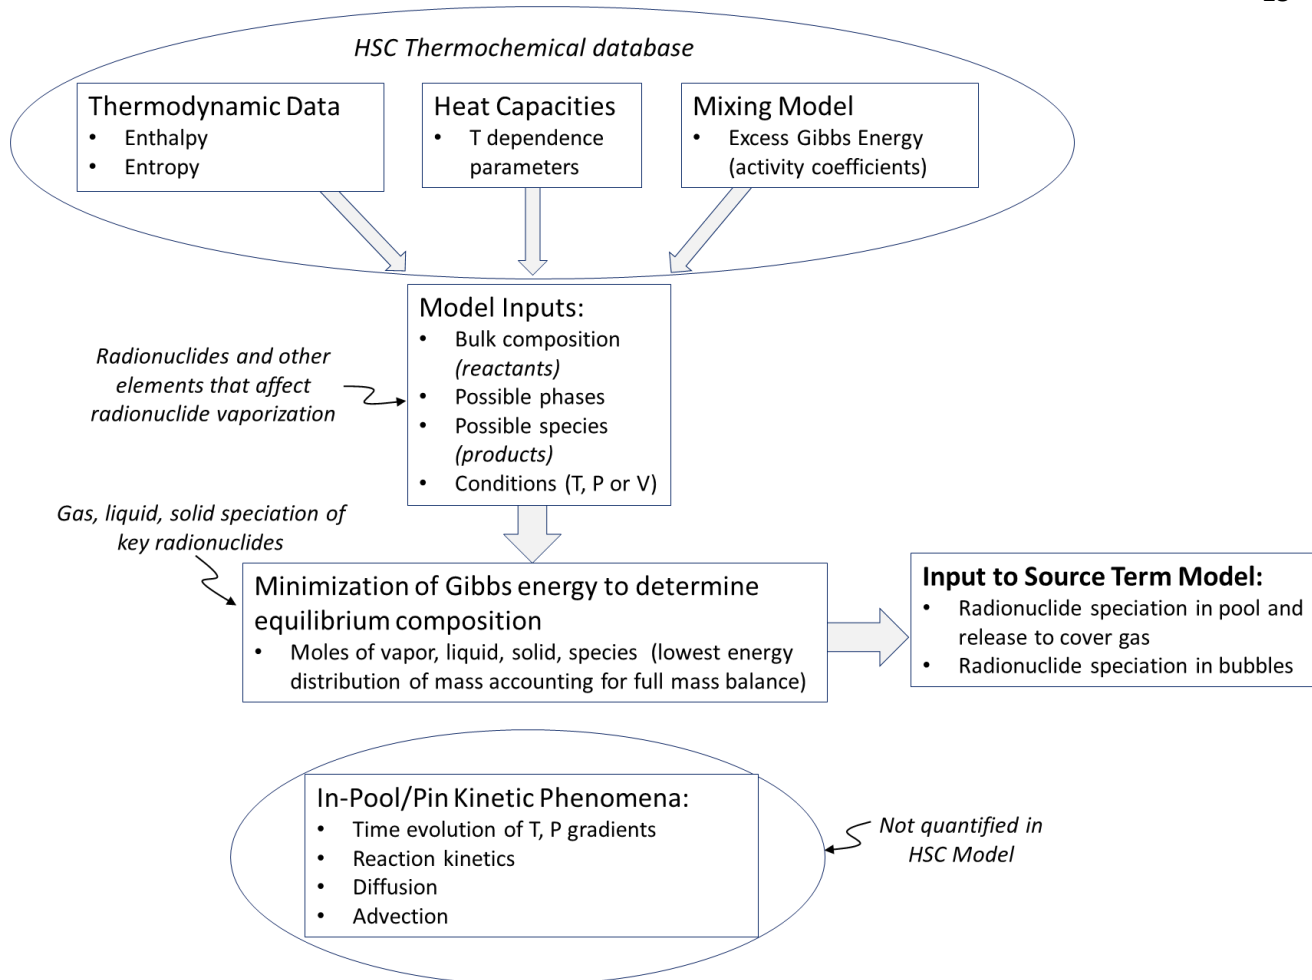 HSC Thermochemical database
Thermodynamic Data
• Enthalpy
• Entropy
Heat Capacities
• T dependence
parameters
Mixing Model
• Excess Gibbs Energy
(activity coefficients)
Model Inputs:
• Bulk composition
(reactants)
• Possible phases
• Possible species
(products)
• Conditions (T, P or V)
Radionuclides and other
elements that affect
radionuclide vaporization
Gas, liquid, solid speciation of
key radionuclides
Minimization of Gibbs energy to determine
equilibrium composition
• Moles of vapor, liquid, solid, species (lowest energy
distribution of mass accounting for full mass balance)
Input to Source Term Model:
• Radionuclide speciation in pool and
release to cover gas
• Radionuclide speciation in bubbles
In-Pool/Pin Kinetic Phenomena:
• Time evolution of T, P gradients
• Reaction kinetics
• Diffusion
• Advection
Not quantified in
HSC Model